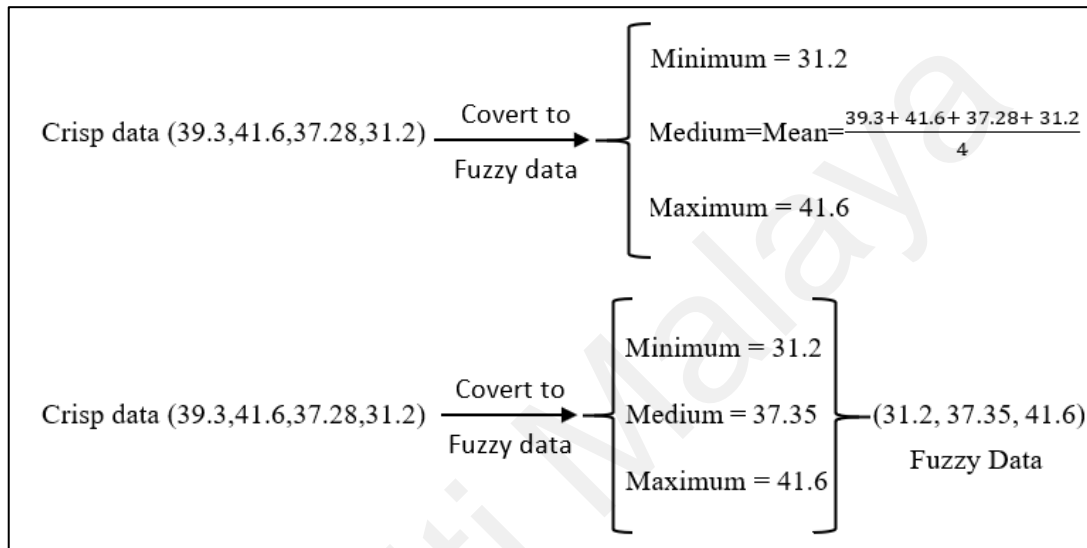 Minimum = 31.2
Crisp data (39.3,41.6,37.28,31.2) Covert to Fuzzy data Medium=Mean= 39.3+ 41.6+ 37.28+ 31.2 / 4
Maximum = 41.6
Minimum = 31.2
Crisp data (39.3,41.6,37.28,31.2) Covert to Fuzzy data Medium = 37.35 (31.2, 37.35, 41.6)
Fuzzy Data
Maximum = 41.6
ti Malaya